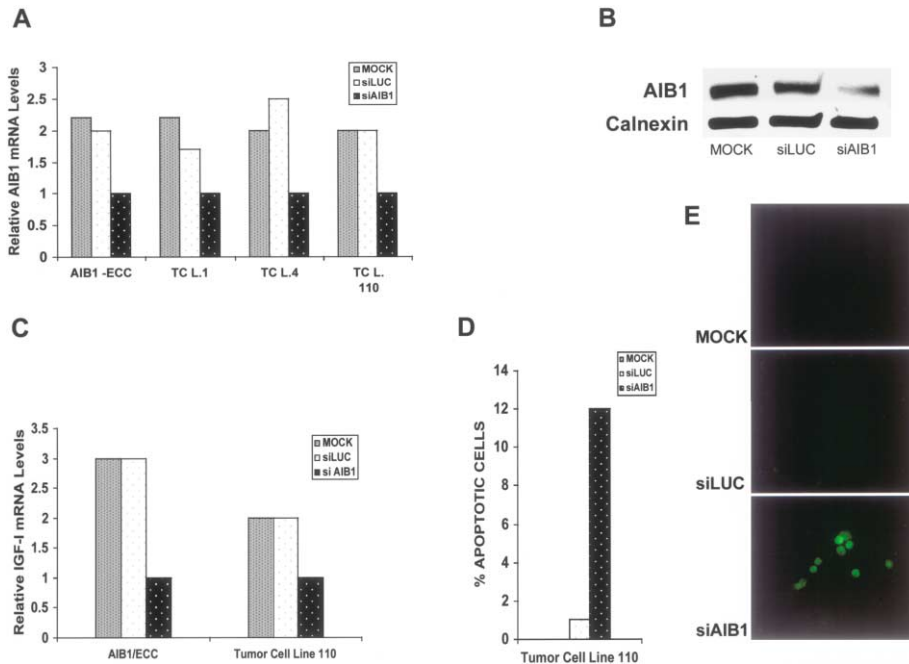 A
Relative AIB1 mRNA Levels
3
2.5
2
1.5
1
0.5
0
MOCK
siLUC
siAIB1
AIB1 -ECC
TC L.1
TC L.4
TC L.
110
B
AIB1
Calnexin
MOCK
siLUC
siAIB1
C
Relative IGF-I mRNA Levels
3.5
3
2.5
2
1.5
1
0.5
0
MOCK
siLUC
si AIB1
AIB1/ECC
Tumor Cell Line 110
D
% APOPTOTIC CELLS
14
12
10
8
6
4
2
0
MOCK
siLUC
siAIB1
Tumor Cell Line 110
E
MOCK
siLUC
siAIB1